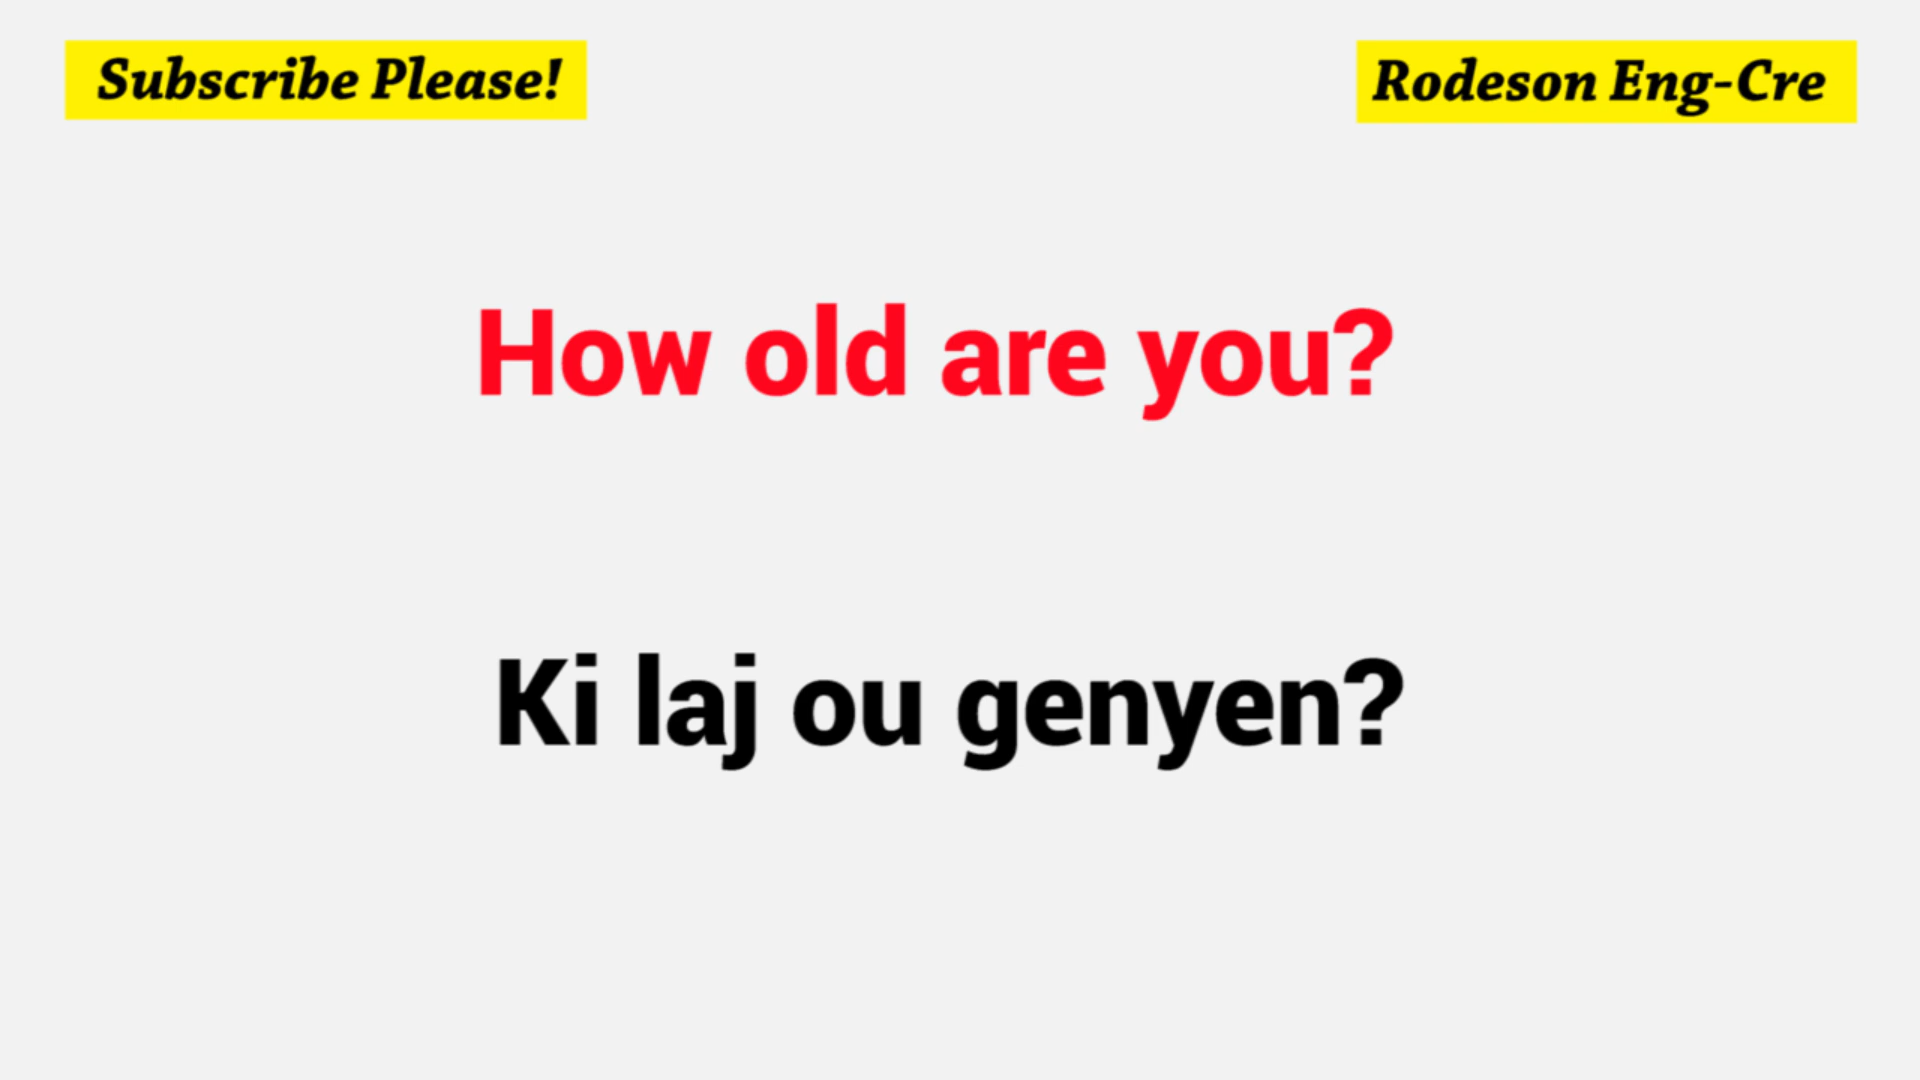 Subscribe Please!
Rodeson Eng-Cre
How old are you?
Ki laj ou genyen?